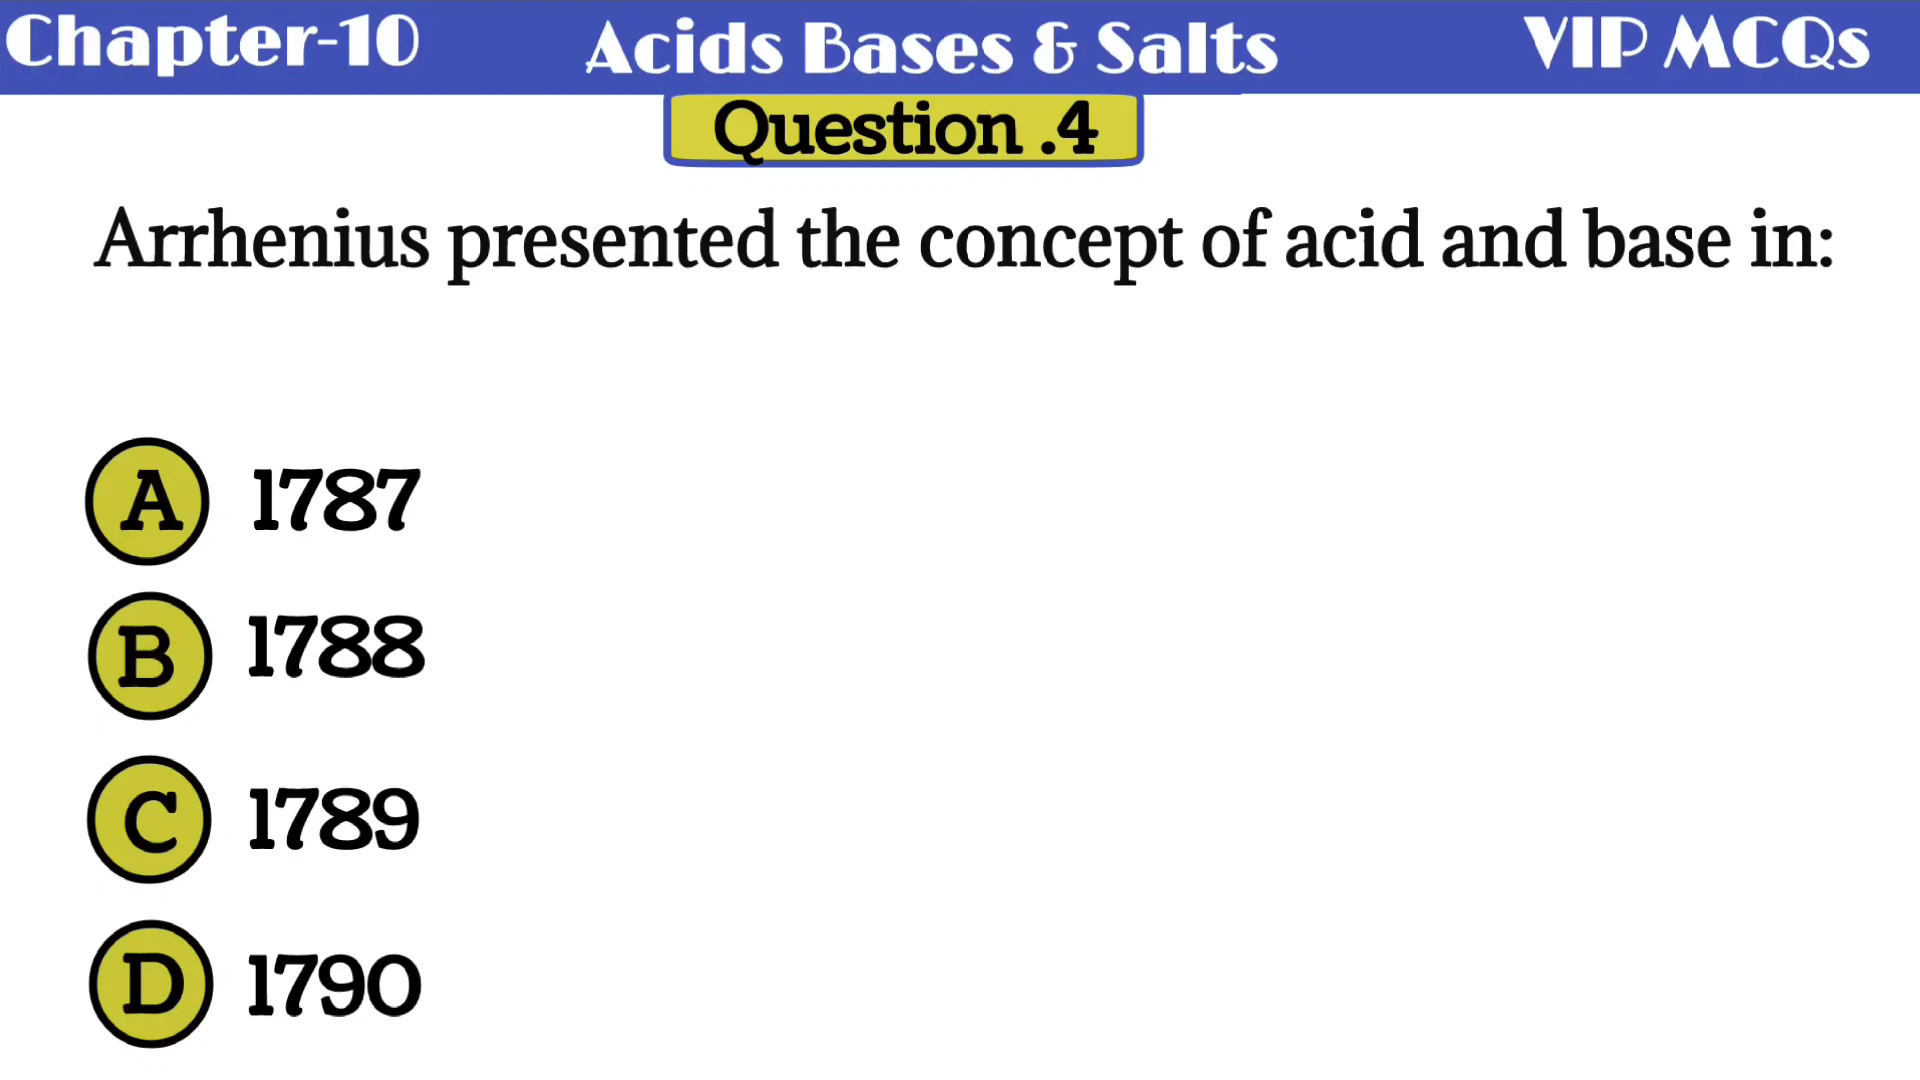 Chapter-10 Acids Bases & Salts VIP MCQs
Question .4
Arrhenius presented the concept of acid and base in:
A 1787
B 1788
C 1789
D 1790